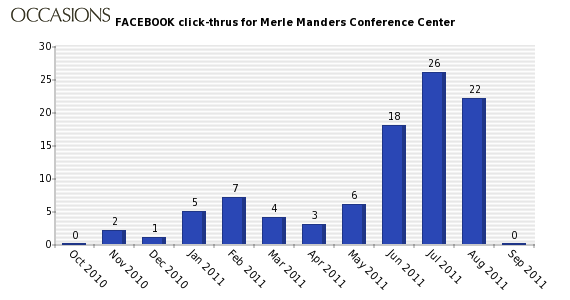 OCCASIONS
FACEBOOK click-thrus for Merle Manders Conference Center
30
25
20
15
10
5
0
0
2
1
5
7
4
3
6
18
26
22
0
Oct 2010
Nov 2010
Dec 2010
Jan 2011
Feb 2011
Mar 2011
Apr 2011
May 2011
Jun 2011
Jul 2011
Aug 2011
Sep 2011